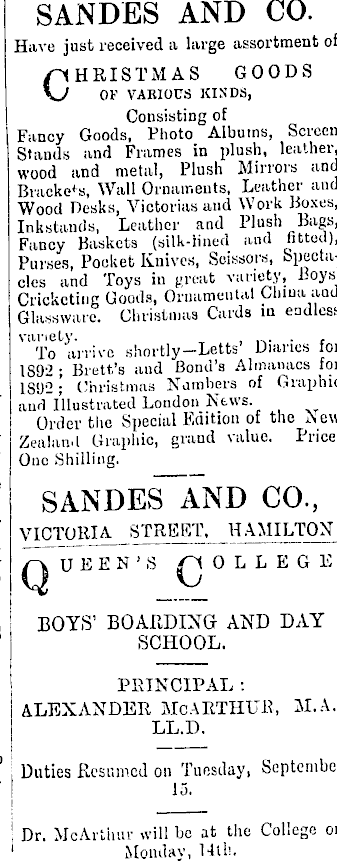 SANDES AND CO.
Have just received a large assortment of
CHRISTMAS GOODS
OF VARIOUS KINDS,
Consisting of
Fancy Goods, Photo Albums, Screen
Stands and Frames in plush, leather,
wood and metal, Plush Mirrors and
Brackets, Wall Ornaments, Leather and
Wood Desks, Victorias and Work Boxes,
Inkstands, Leather and Plush Bags,
Fancy Baskets (silk-lined and fitted),
Purses, Pocket Knives, Scissors, Specta-
cles and Toys in great variety, Boys
Cricketing Goods, Ornamental China and
Glassware. Christmas Cards in endless
variety.
To arrive shortly—Letts' Diaries for
1892; Brett's and Bond's Almanacs for
1892; Christmas Numbers of Graphic
and Illustrated London News.
Order the Special Edition of the New
Zealand Graphic, grand value. Price
One Shilling.
SANDES AND CO.,
VICTORIA STREET, HAMILTON
QUEEN'S COLLEGE
BOYS' BOARDING AND DAY
SCHOOL.
PRINCIPAL:
ALEXANDER McARTHUR, M.A.
LL.D.
Duties Resumed on Tuesday, Septembe
15.
Dr. McArthur will be at the College on
Monday, 14th.